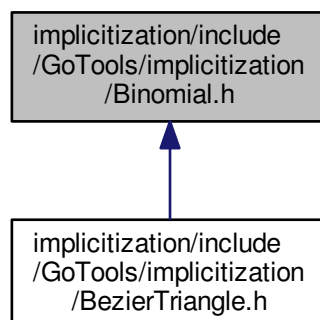 implicitization/include
/GoTools/implicitization
/Binomial.h
implicitization/include
/GoTools/implicitization
/BezierTriangle.h